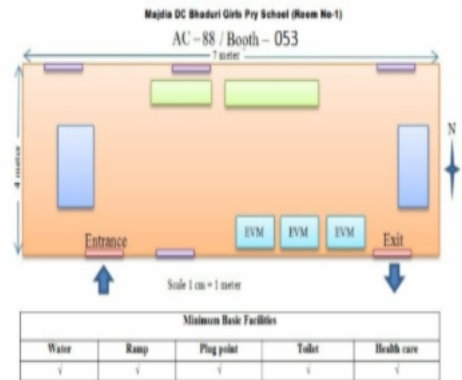 Majdia DC Bhaduri Girls Pry School (Room No-1)
AC – 88 / Booth – 053
7 meter
4 meter
N
EVM EVM EVM
Entrance Exit
Scale 1 cm = 1 meter
Minimum Basic Facilities
Water Ramp Plug point Toilet Health care
√ √ √ √ √